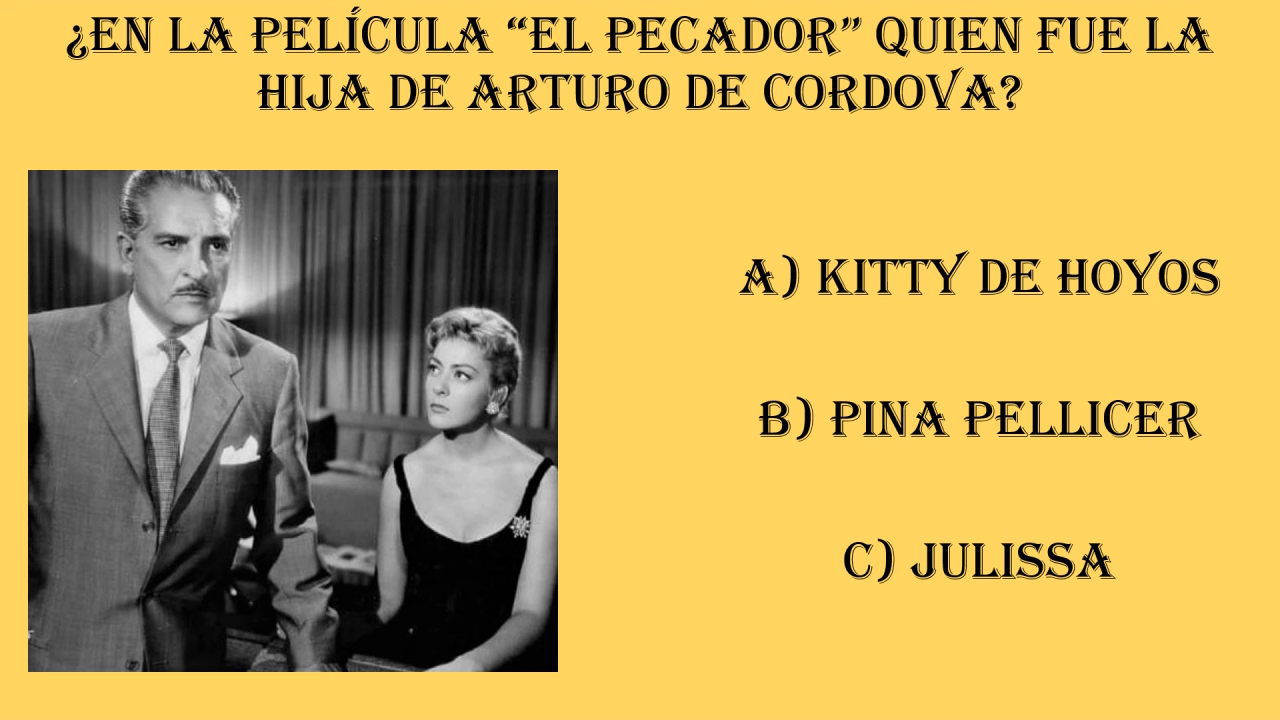 ¿EN LA PELÍCULA “EL PECADOR” QUIEN FUE LA
HIJA DE ARTURO DE CORDOVA?
A) KITTY DE HOYOS
B) PINA PELLICER
C) JULISSA